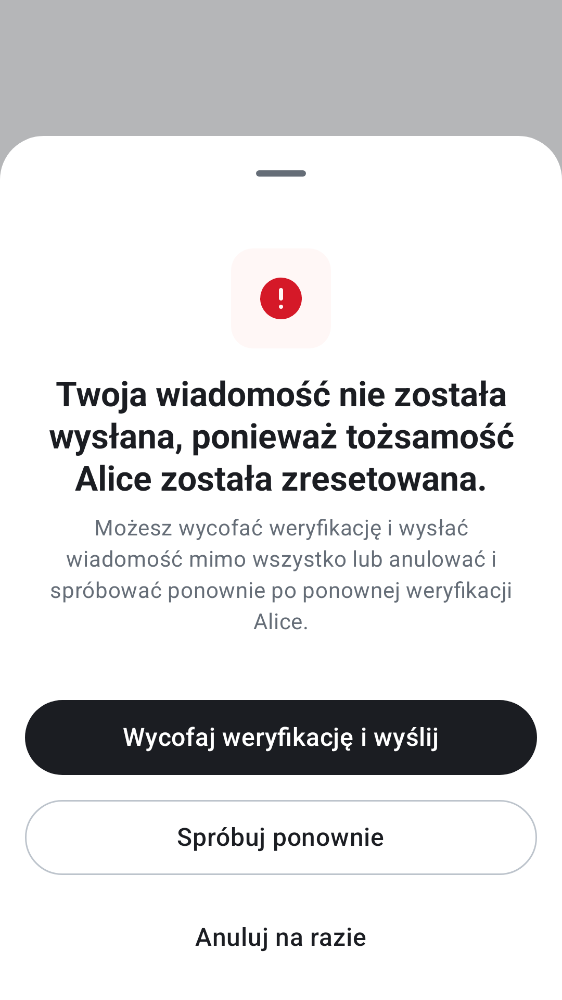 Twoja wiadomość nie została
wysłana, ponieważ tożsamość
Alice została zresetowana.
Możesz wycofać weryfikację i wysłać
wiadomość mimo wszystko lub anulować i
spróbować ponownie po ponownej weryfikacji
Alice.
Wycofaj weryfikację i wyślij
Spróbuj ponownie
Anuluj na razie